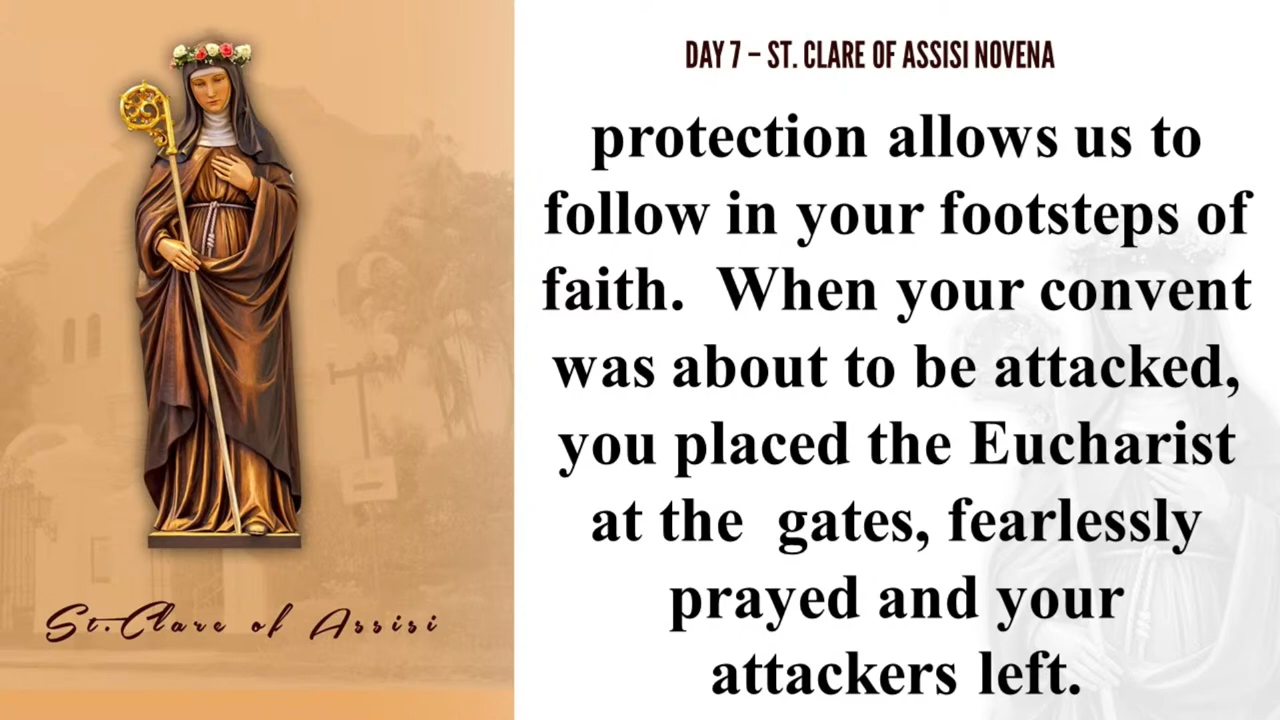 DAY 7 – ST. CLARE OF ASSISI NOVENA
protection allows us to
follow in your footsteps of
faith.  When your convent
was about to be attacked,
you placed the Eucharist
at the  gates, fearlessly
prayed and your
attackers left.
St. Clare of Assisi